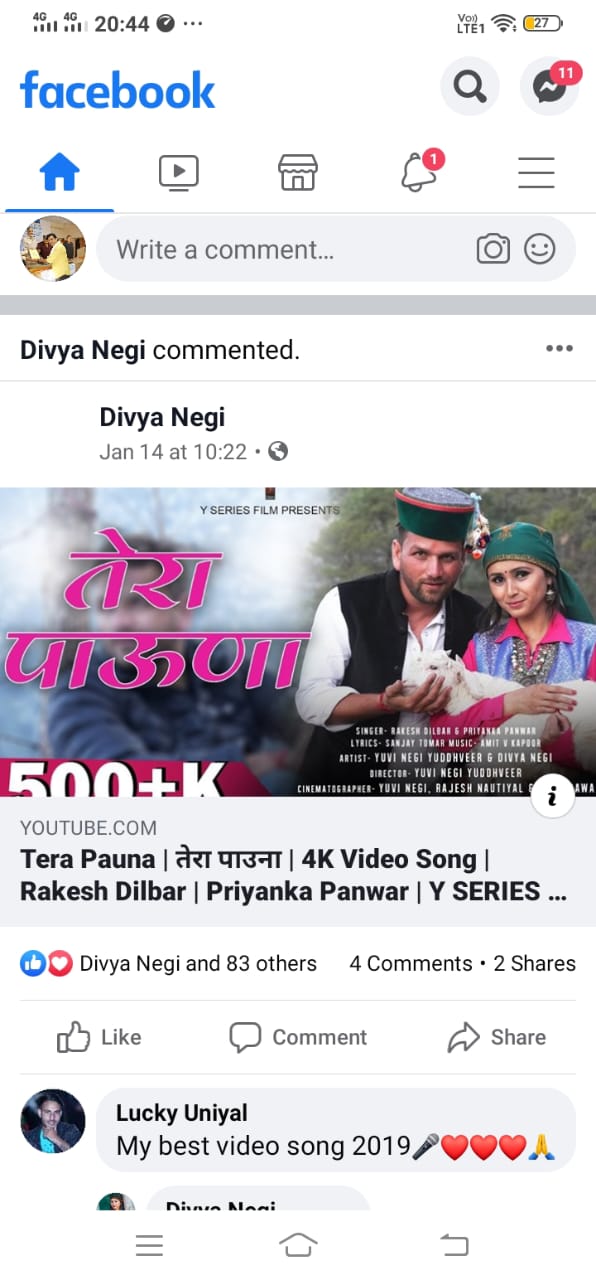 4G 4G 20:44 ...
Vo)) LTE1 27
facebook
11
1
Write a comment...
Divya Negi commented.
Divya Negi
Jan 14 at 10:22 •
Y SERIES FILM PRESENTS
तेरा
पाऊणा
SINGER- RAKESH DILBAR & PRIYANKA PANWAR
LYRICS- SANJAY TOMAR MUSIC- AMIT V KAPOOR
ARTIST- YUVI NEGI YUDDHVEER & DIVYA NEGI
DIRECTOR- YUVI NEGI YUDDHVEER
CINEMATOGRAPHER- YUVI NEGI, RAJESH NAUTIYAL
500+K
YOUTUBE.COM
Tera Pauna | तेरा पाउना | 4K Video Song |
Rakesh Dilbar | Priyanka Panwar | Y SERIES ...
Divya Negi and 83 others 4 Comments • 2 Shares
Like Comment Share
Lucky Uniyal
My best video song 2019🎤❤️❤️❤️🙏
Divya Negi